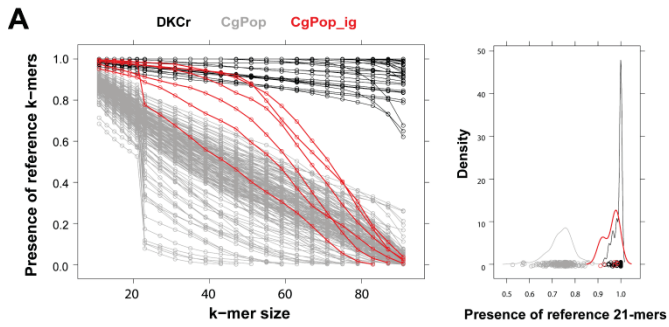 A
DKCr CgPop CgPop_ig
Presence of reference k-mers
1.0
0.8
0.6
0.4
0.2
0.0
20 40 60 80
k-mer size
Density
50
40
30
20
10
0
0.5 0.6 0.7 0.8 0.9 1.0
Presence of reference 21-mers